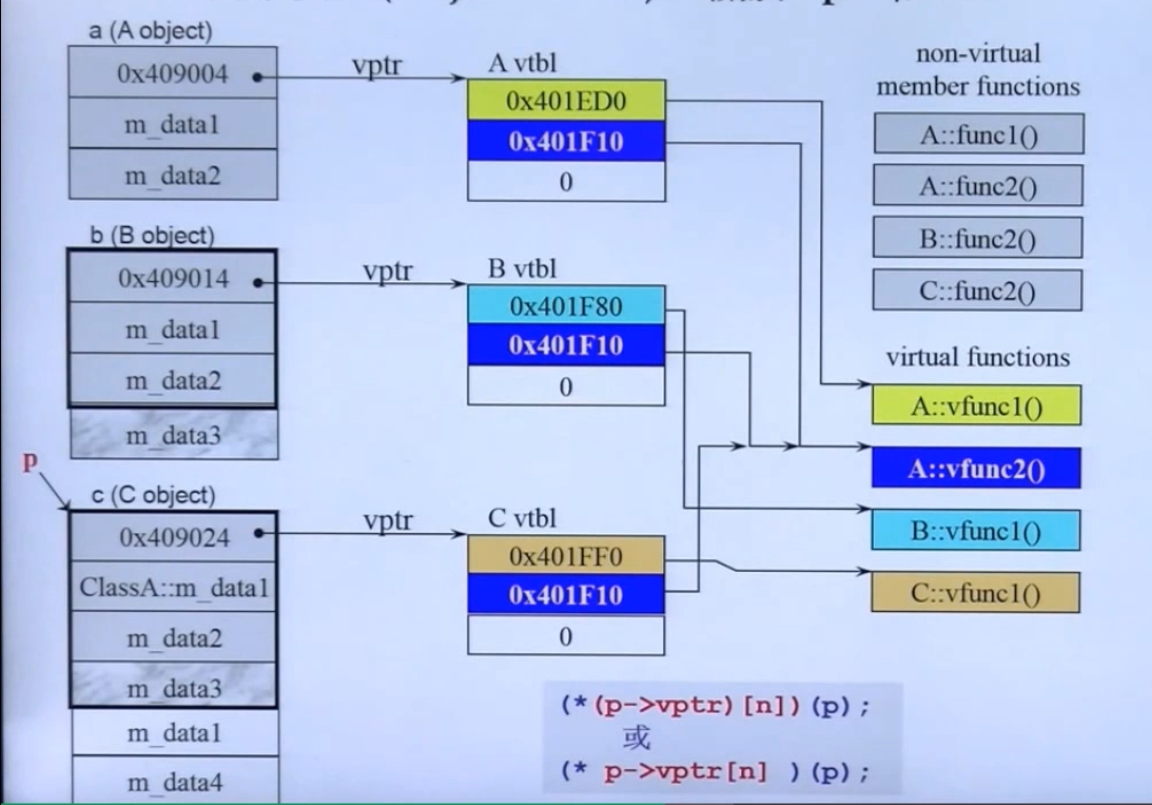 a (A object)
0x409004
m_data1
m_data2
vptr
A vtbl
0x401ED0
0x401F10
0
b (B object)
0x409014
m_data1
m_data2
m_data3
vptr
B vtbl
0x401F80
0x401F10
0
p
c (C object)
0x409024
ClassA::m_data1
m_data2
m_data3
m_data1
m_data4
vptr
C vtbl
0x401FF0
0x401F10
0
non-virtual
member functions
A::func1()
A::func2()
B::func2()
C::func2()
virtual functions
A::vfunc1()
A::vfunc2()
B::vfunc1()
C::vfunc1()
(*(p->vptr)[n])(p);
或
(* p->vptr[n] )(p);